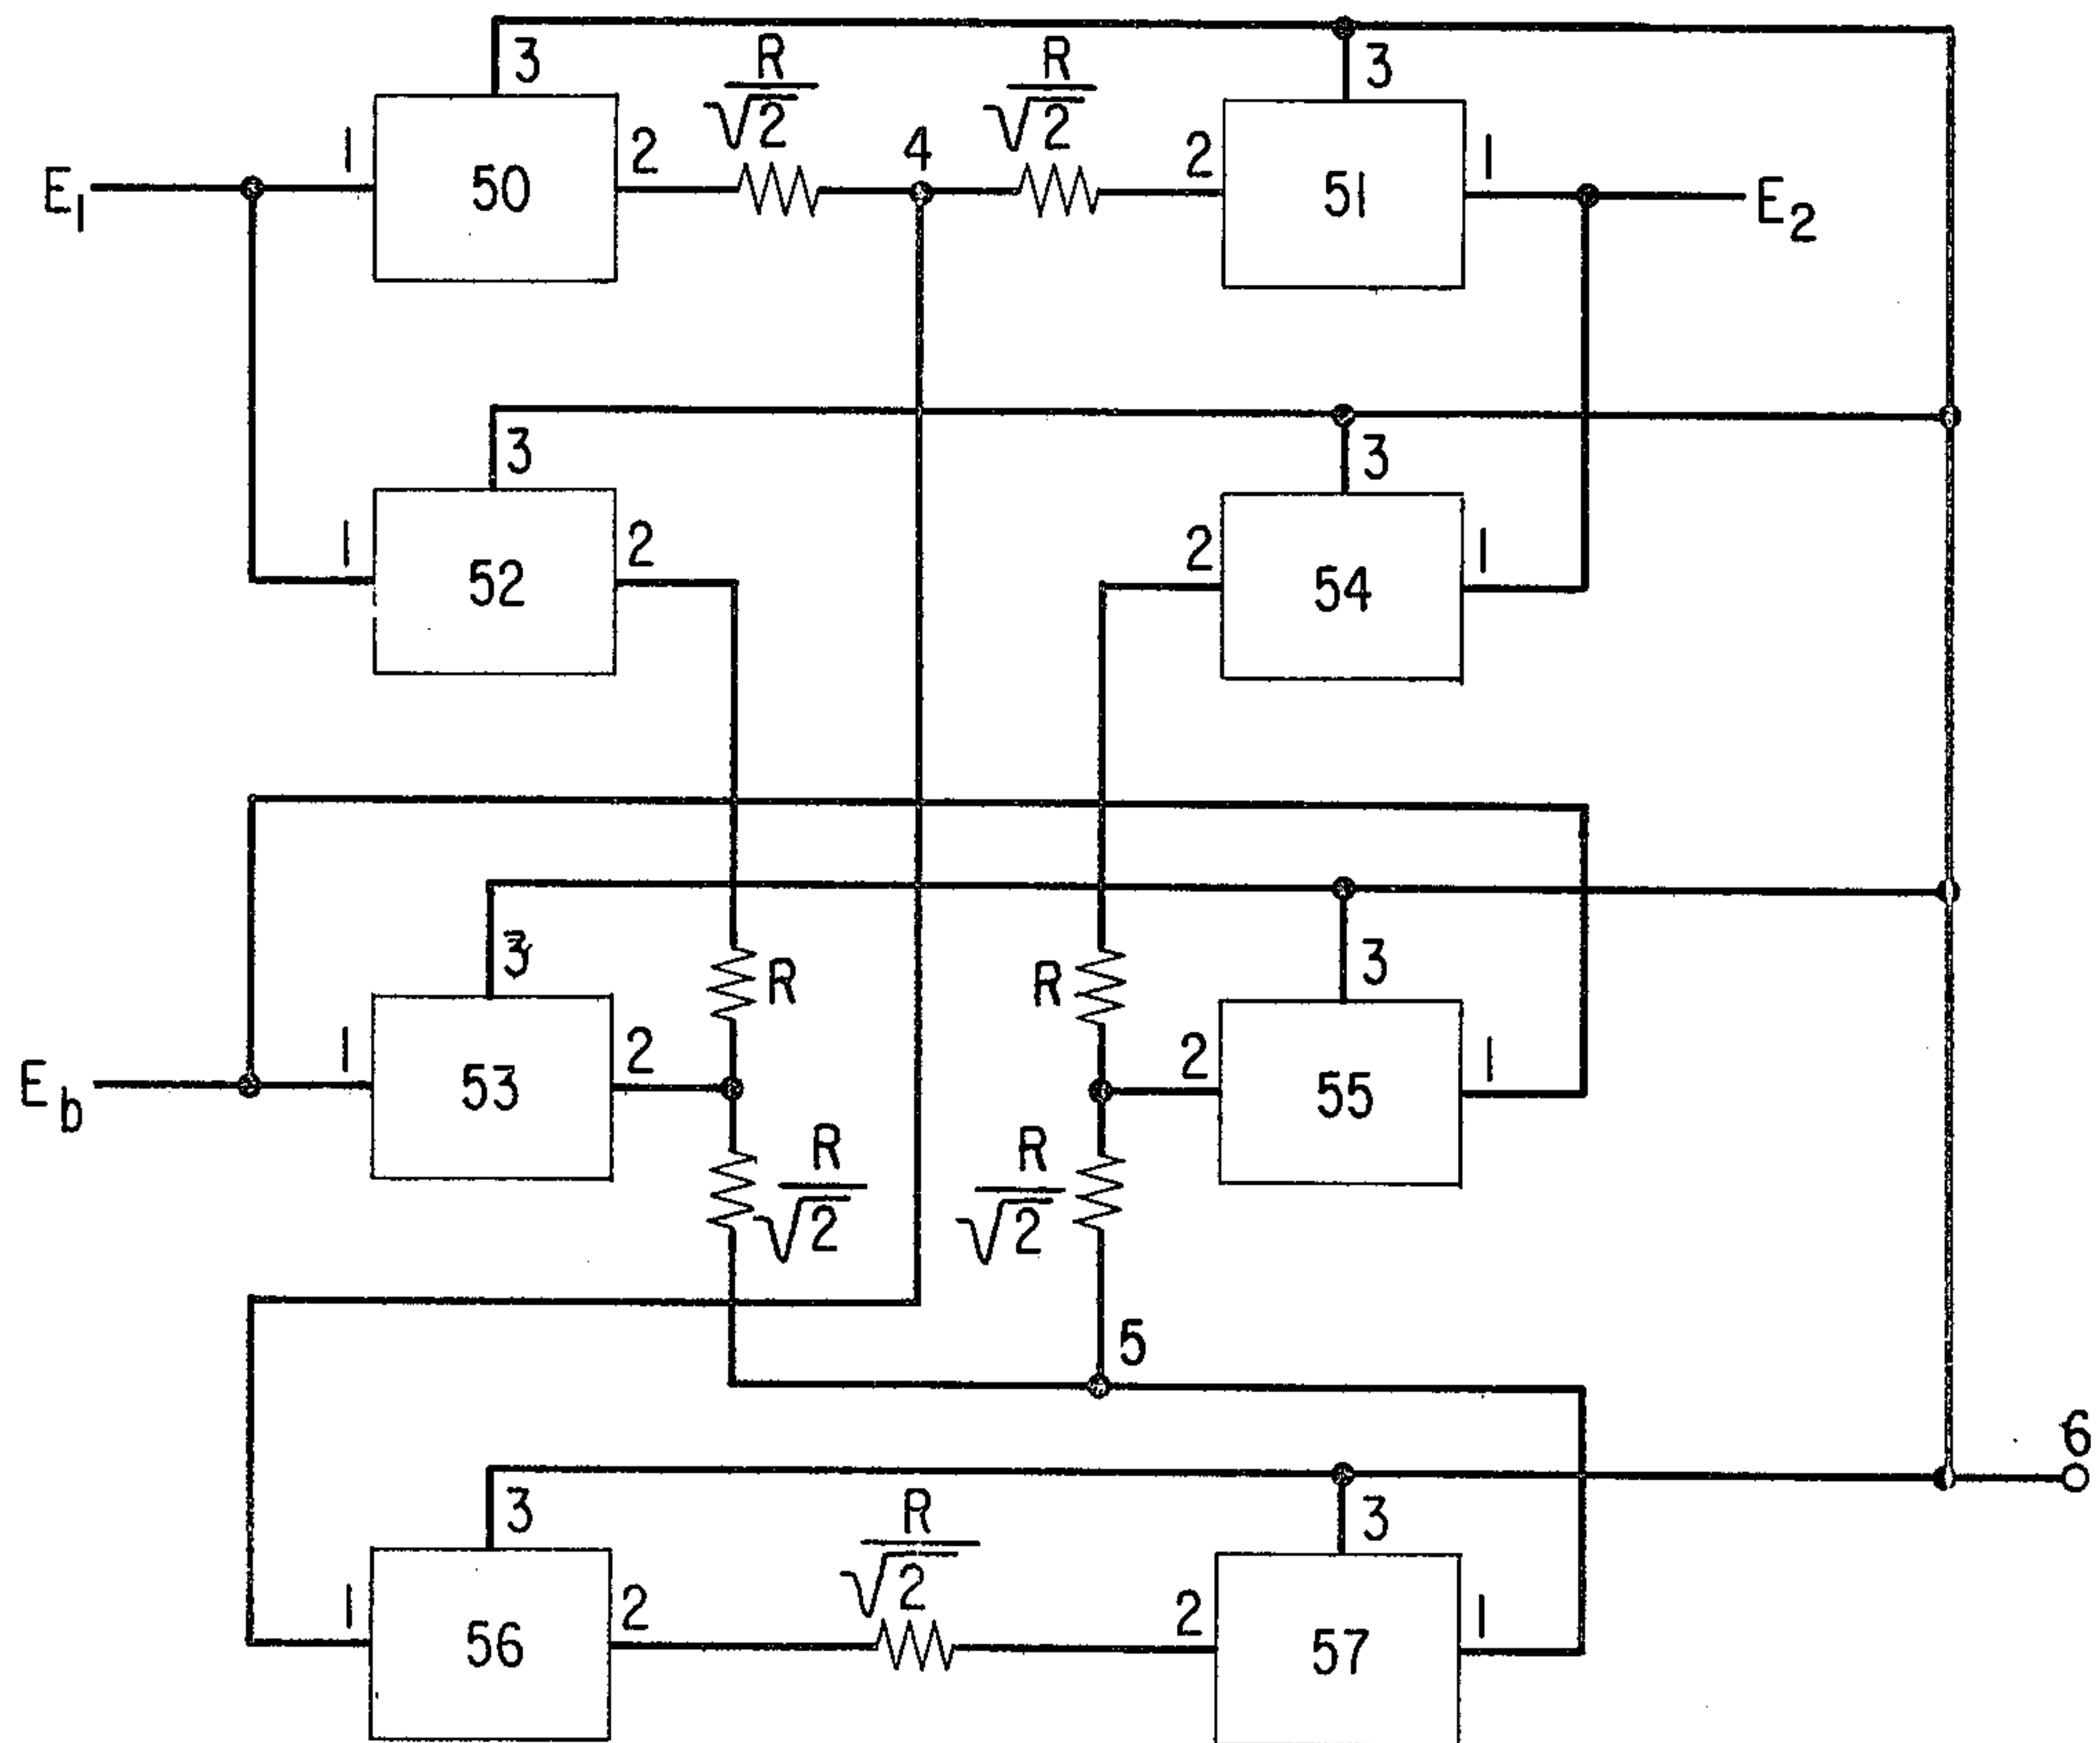 3 R/√2 R/√2 3
E₁ 1 50 2 4 2 51 1 E₂
3 3
1 52 2 2 54 1
3 R R 3
E_b 1 53 2 2 55 1
R/√2 R/√2
5
6
3 R/√2 3
1 56 2 2 57 1